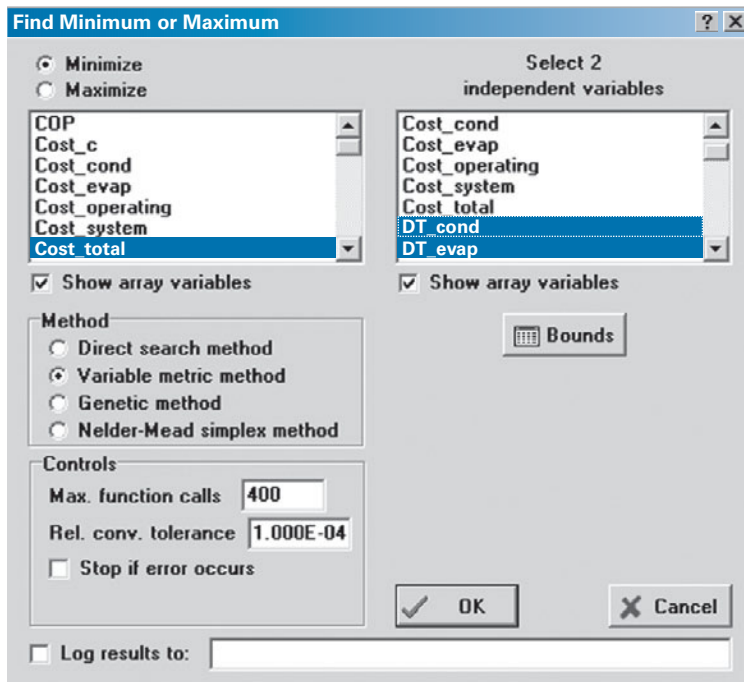 Find Minimum or Maximum
? X
Minimize
Maximize
COP
Cost_c
Cost_cond
Cost_evap
Cost_operating
Cost_system
Cost_total
Show array variables
Select 2
independent variables
Cost_cond
Cost_evap
Cost_operating
Cost_system
Cost_total
DT_cond
DT_evap
Show array variables
Method
Direct search method
Variable metric method
Genetic method
Nelder-Mead simplex method
Bounds
Controls
Max. function calls 400
Rel. conv. tolerance 1.000E-04
Stop if error occurs
OK
Cancel
Log results to: